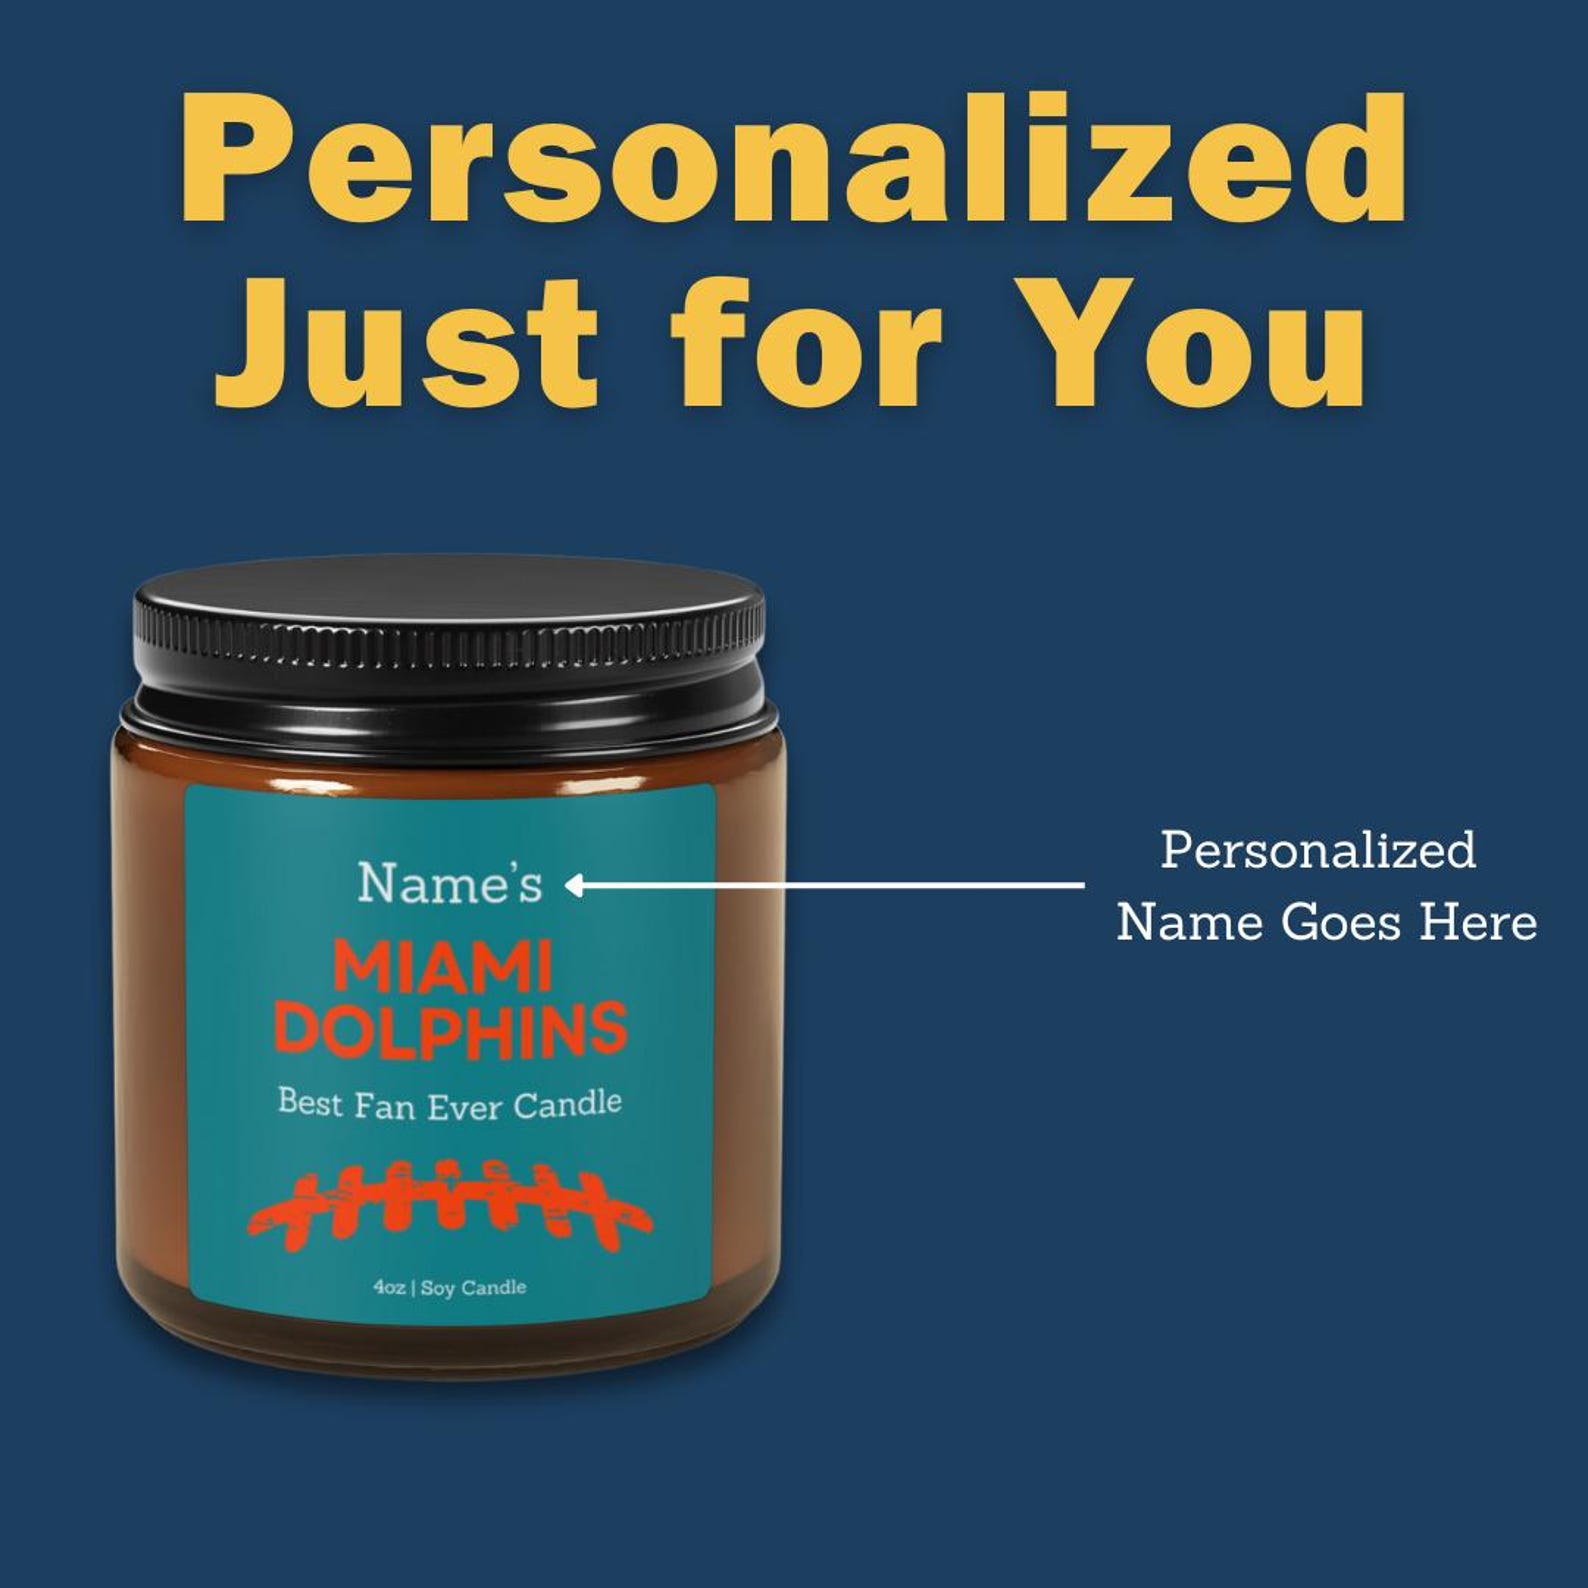 Personalized
Just for You
Name’s
MIAMI
DOLPHINS
Best Fan Ever Candle
4oz | Soy Candle
Personalized
Name Goes Here